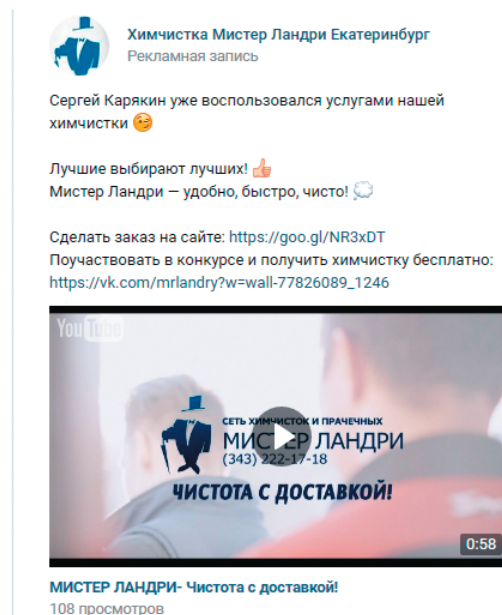 Химчистка Мистер Ландри Екатеринбург
Рекламная запись
Сергей Карякин уже воспользовался услугами нашей
химчистки 😉
Лучшие выбирают лучших! 👍
Мистер Ландри — удобно, быстро, чисто! 💭
Сделать заказ на сайте: https://goo.gl/NR3xDT
Поучаствовать в конкурсе и получить химчистку бесплатно:
https://vk.com/mrlandry?w=wall-77826089_1246
YouTube
СЕТЬ ХИМЧИСТОК И ПРАЧЕЧНЫХ
МИСТЕР ЛАНДРИ
(343) 222-17-18
ЧИСТОТА С ДОСТАВКОЙ!
0:58
МИСТЕР ЛАНДРИ- Чистота с доставкой!
108 просмотров